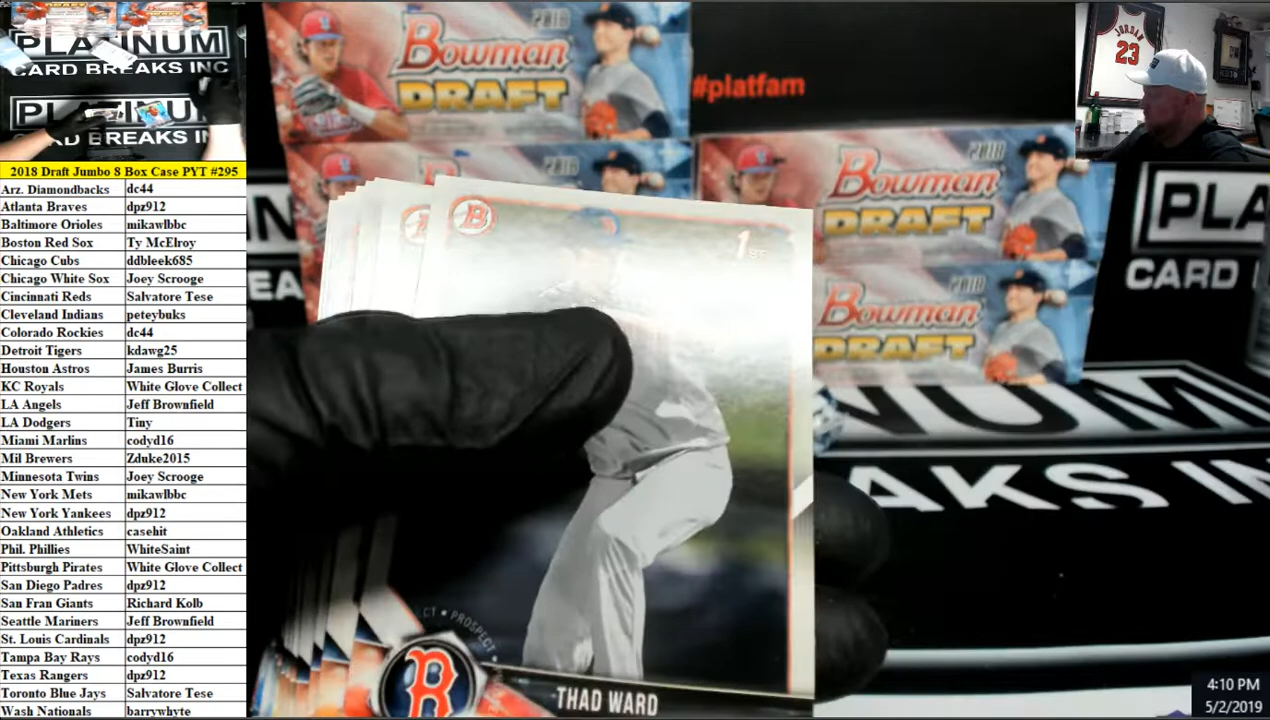 PLATINUM
CARD BREAKS INC
PLATINUM
CARD BREAKS IN
2018 Draft Jumbo 8 Box Case PYT #295
Arz. Diamondbacks dc44
Atlanta Braves dpz912
Baltimore Orioles mikawlbbc
Boston Red Sox Ty McElroy
Chicago Cubs ddbleek685
Chicago White Sox Joey Scrooge
Cincinnati Reds Salvatore Tese
Cleveland Indians peteybuks
Colorado Rockies dc44
Detroit Tigers kdawg25
Houston Astros James Burris
KC Royals White Glove Collect
LA Angels Jeff Brownfield
LA Dodgers Tiny
Miami Marlins codyd16
Mil Brewers Zduke2015
Minnesota Twins Joey Scrooge
New York Mets mikawlbbc
New York Yankees dpz912
Oakland Athletics casehit
Phil. Phillies WhiteSaint
Pittsburgh Pirates White Glove Collect
San Diego Padres dpz912
San Fran Giants Richard Kolb
Seattle Mariners Jeff Brownfield
St. Louis Cardinals dpz912
Tampa Bay Rays codyd16
Texas Rangers dpz912
Toronto Blue Jays Salvatore Tese
Wash Nationals barrywhyte
2018
Bowman
DRAFT
#platfam
JORDAN
23
2018
2018
Bowman
DRAFT
2018
Bowman
DRAFT
PLA
CARD
EA
B
1ST
NUM
AKS IN
PROSPECT
B
THAD WARD
4:10 PM
5/2/2019